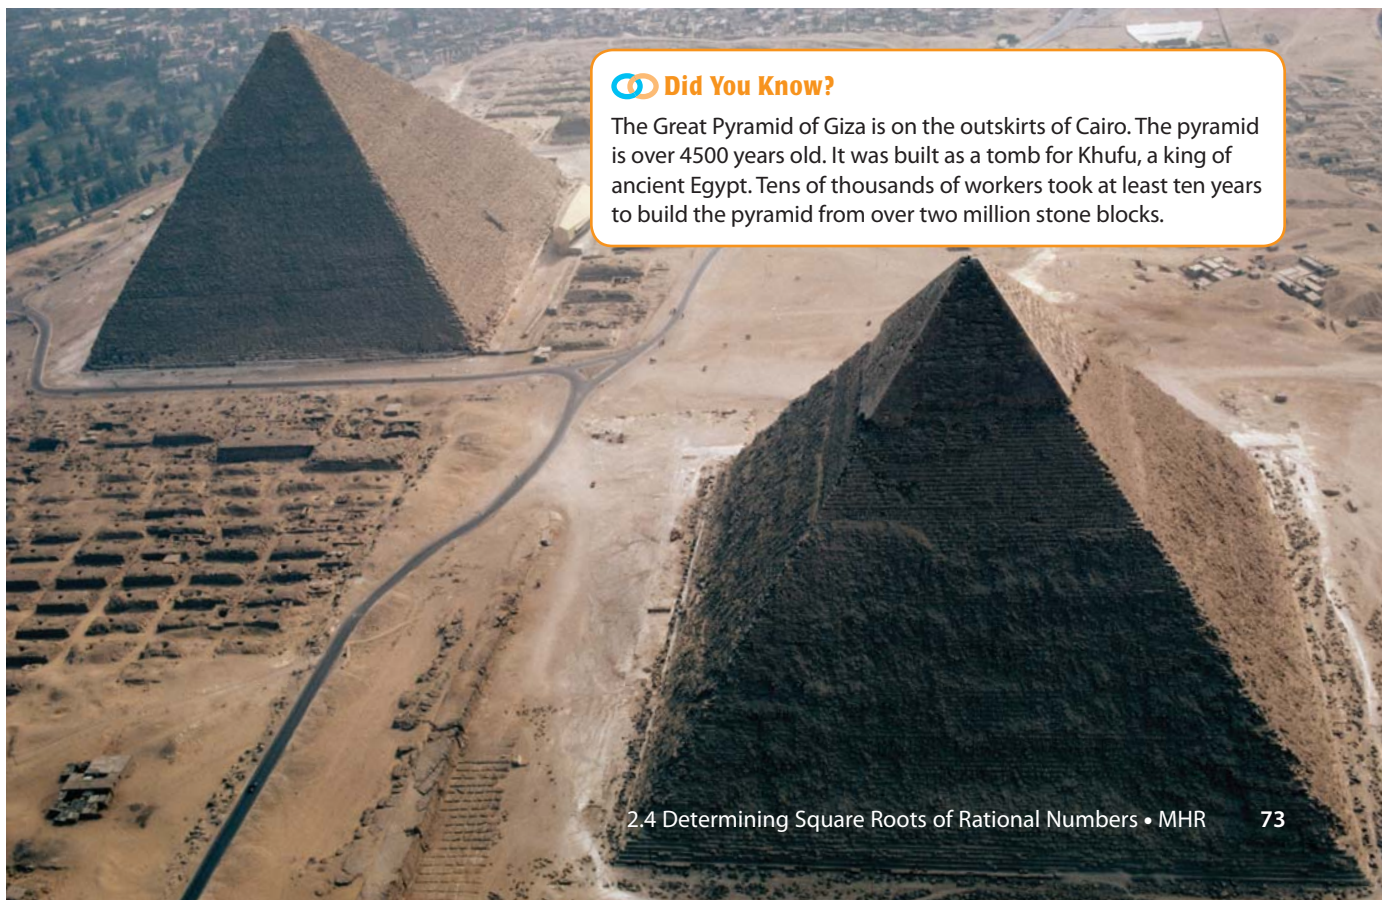 Did You Know?
The Great Pyramid of Giza is on the outskirts of Cairo. The pyramid
is over 4500 years old. It was built as a tomb for Khufu, a king of
ancient Egypt. Tens of thousands of workers took at least ten years
to build the pyramid from over two million stone blocks.
2.4 Determining Square Roots of Rational Numbers • MHR 73